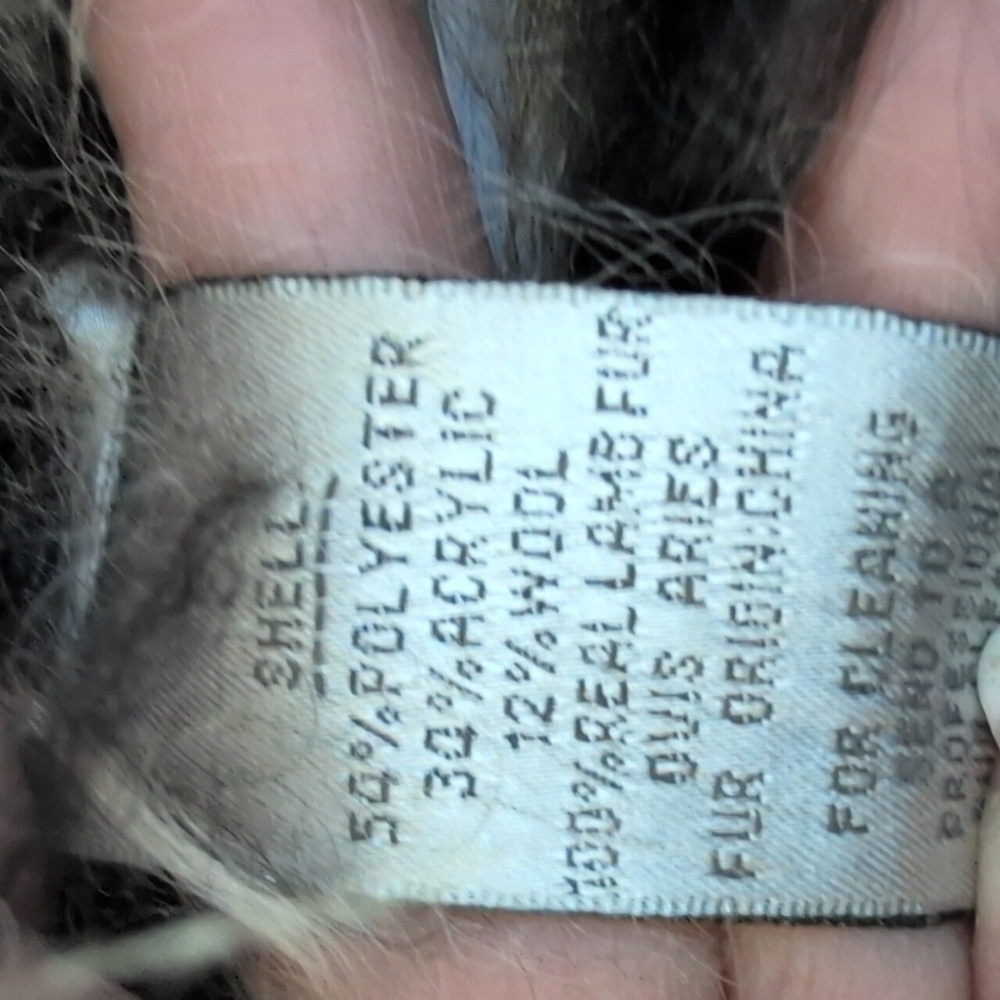 SHELL
54%POLYESTER
34%ACRYLIC
12%WOOL
100%REAL LAMB FUR
OVIS ARIES
FUR ORIGIN:CHINA
FOR CLEANING
SEND TO A
PROFESSIONAL